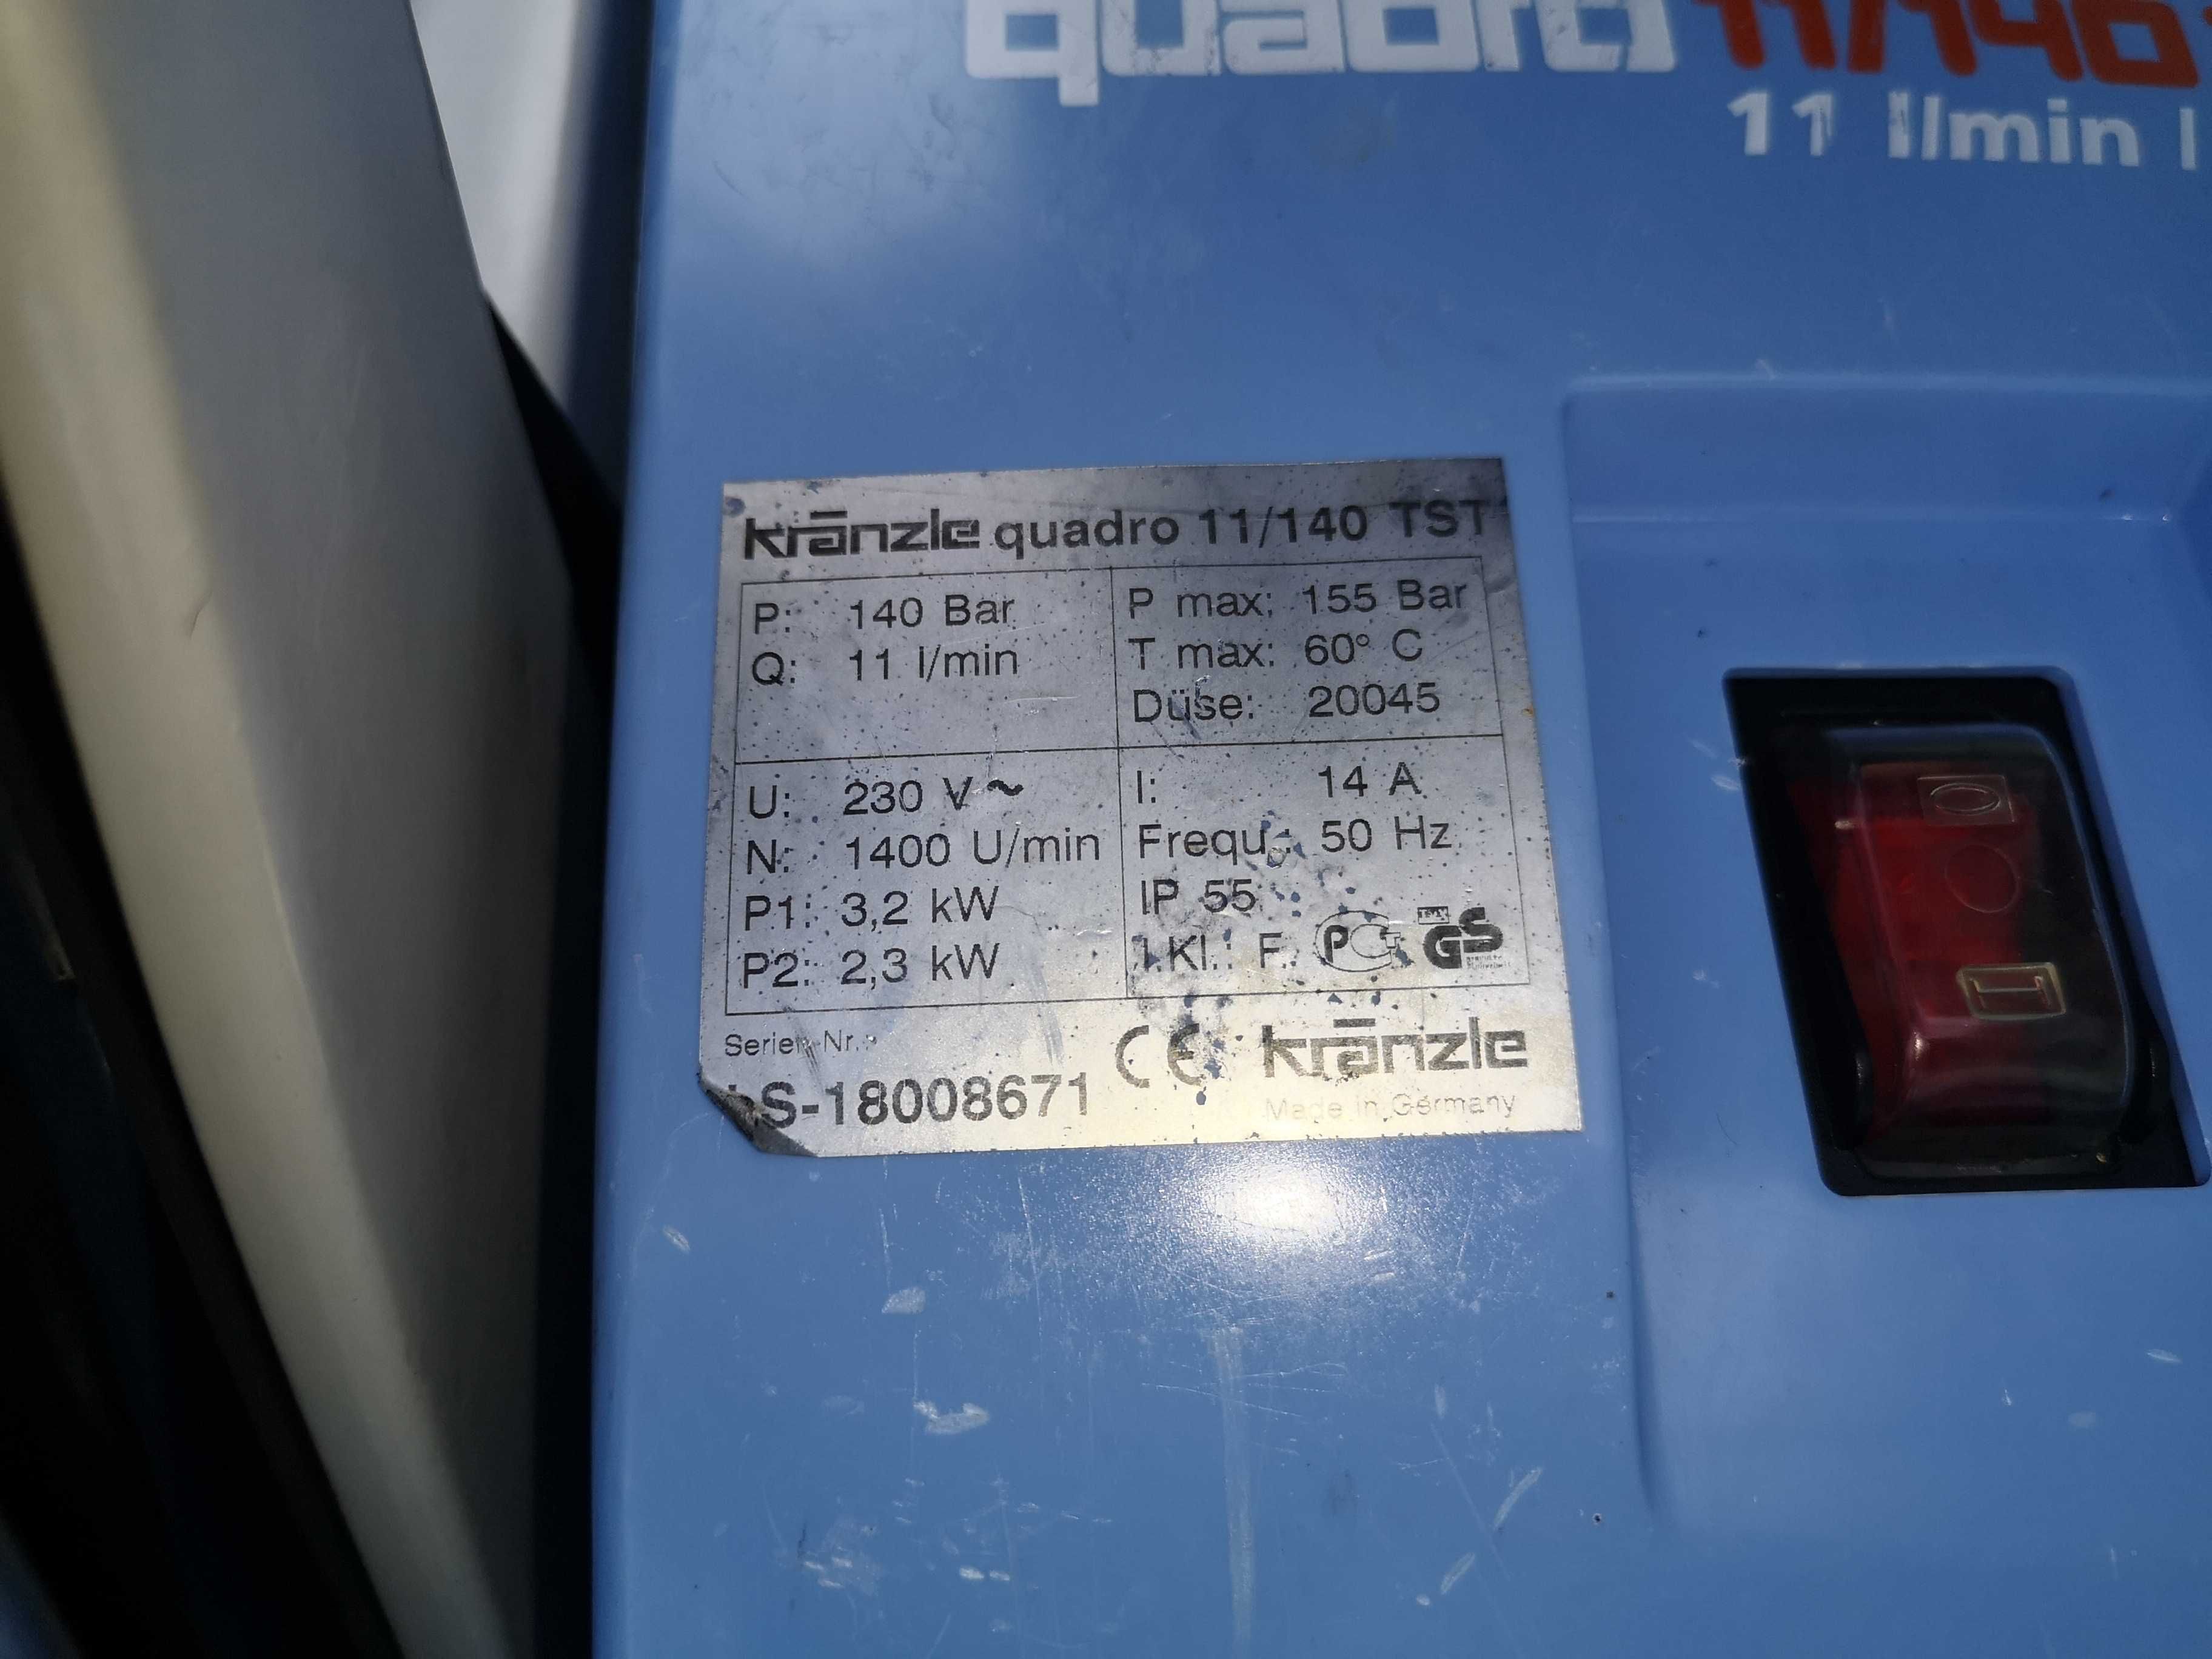 quadro 11/140
11 l/min |
kränzle quadro 11/140 TST
P: 140 Bar
Q: 11 l/min
P max: 155 Bar
T max: 60° C
Düse: 20045
U: 230 V ~
N: 1400 U/min
P1: 3,2 kW
P2: 2,3 kW
I: 14 A
Frequ.: 50 Hz
IP 55
I.Kl.: F
GS
Serien-Nr.:
S-18008671
CE kränzle
Made in Germany